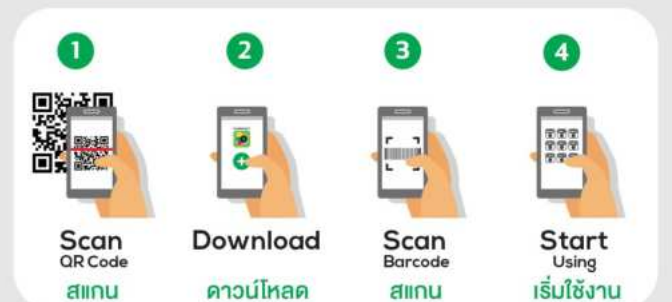 1
Scan
QR Code
สแกน
2
Download
ดาวน์โหลด
3
Scan
Barcode
สแกน
4
Start
Using
เริ่มใช้งาน